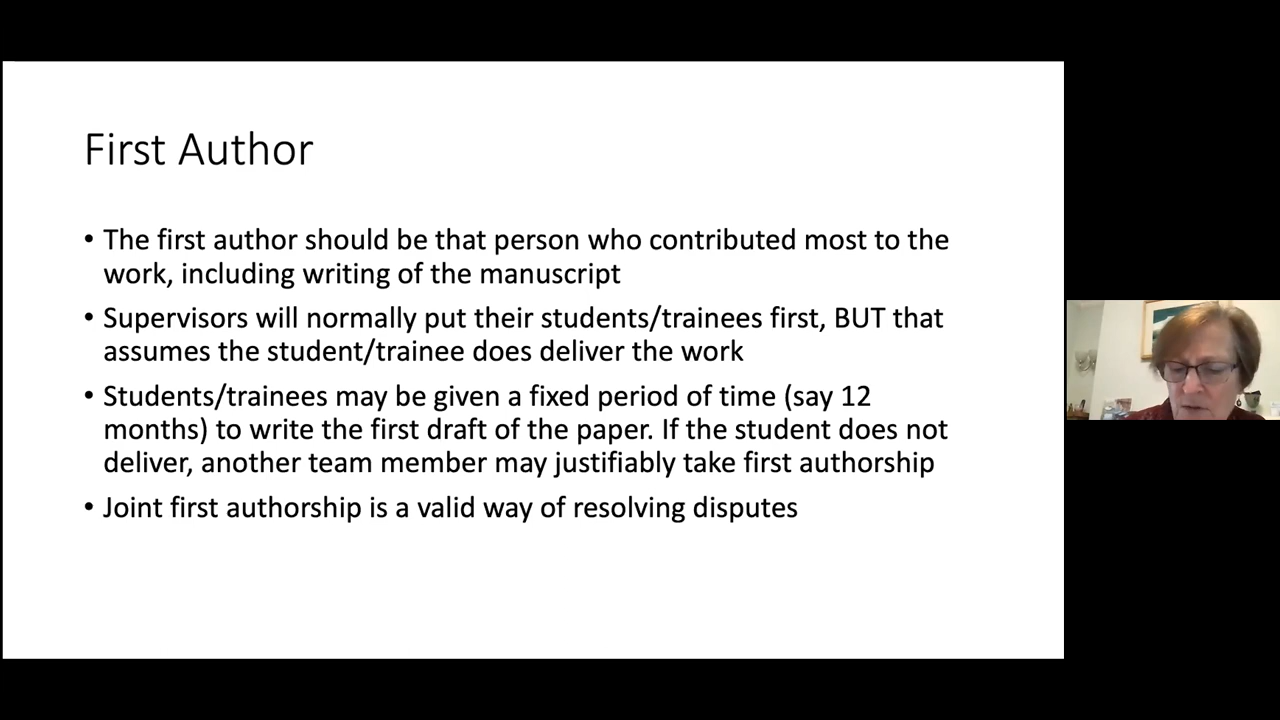 First Author
• The first author should be that person who contributed most to the
work, including writing of the manuscript
• Supervisors will normally put their students/trainees first, BUT that
assumes the student/trainee does deliver the work
• Students/trainees may be given a fixed period of time (say 12
months) to write the first draft of the paper. If the student does not
deliver, another team member may justifiably take first authorship
• Joint first authorship is a valid way of resolving disputes